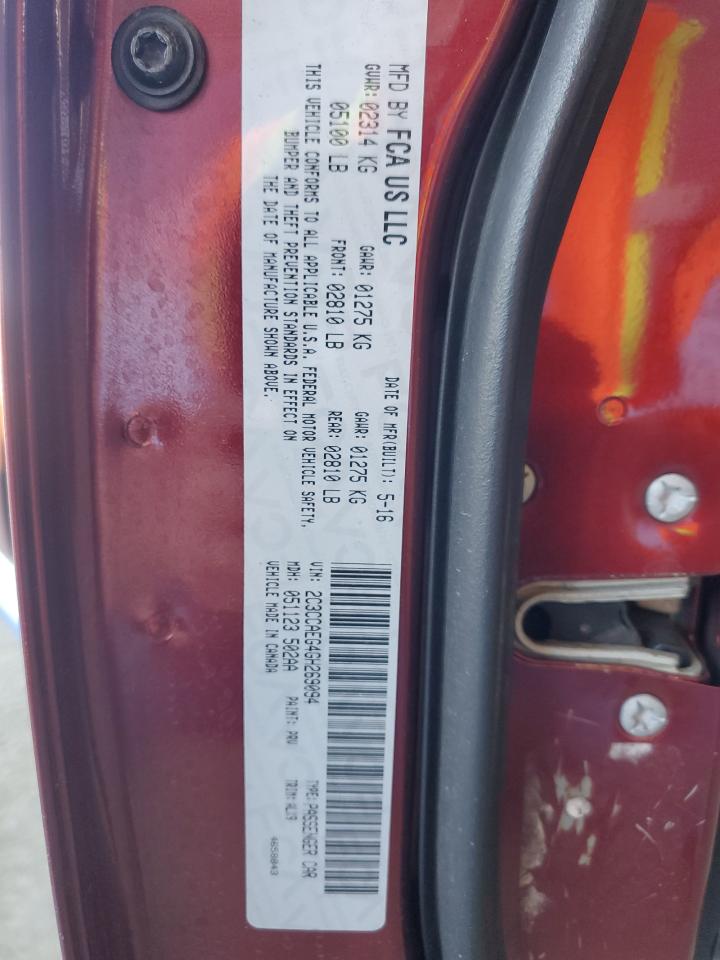 MFD BY FCA US LLC
DATE OF MFR(BUILT): 5-16
GVWR: 02314 KG GAWR: 01275 KG GAWR: 01275 KG
05100 LB FRONT: 02810 LB REAR: 02810 LB
THIS VEHICLE CONFORMS TO ALL APPLICABLE U.S.A. FEDERAL MOTOR VEHICLE SAFETY,
BUMPER AND THEFT PREVENTION STANDARDS IN EFFECT ON
THE DATE OF MANUFACTURE SHOWN ABOVE.
VIN: 2C3CCAEG4GH269094 TYPE: PASSENGER CAR
MDH: 051123 502AA PAINT: PRV TRIM: ALX9
VEHICLE MADE IN CANADA 4658043